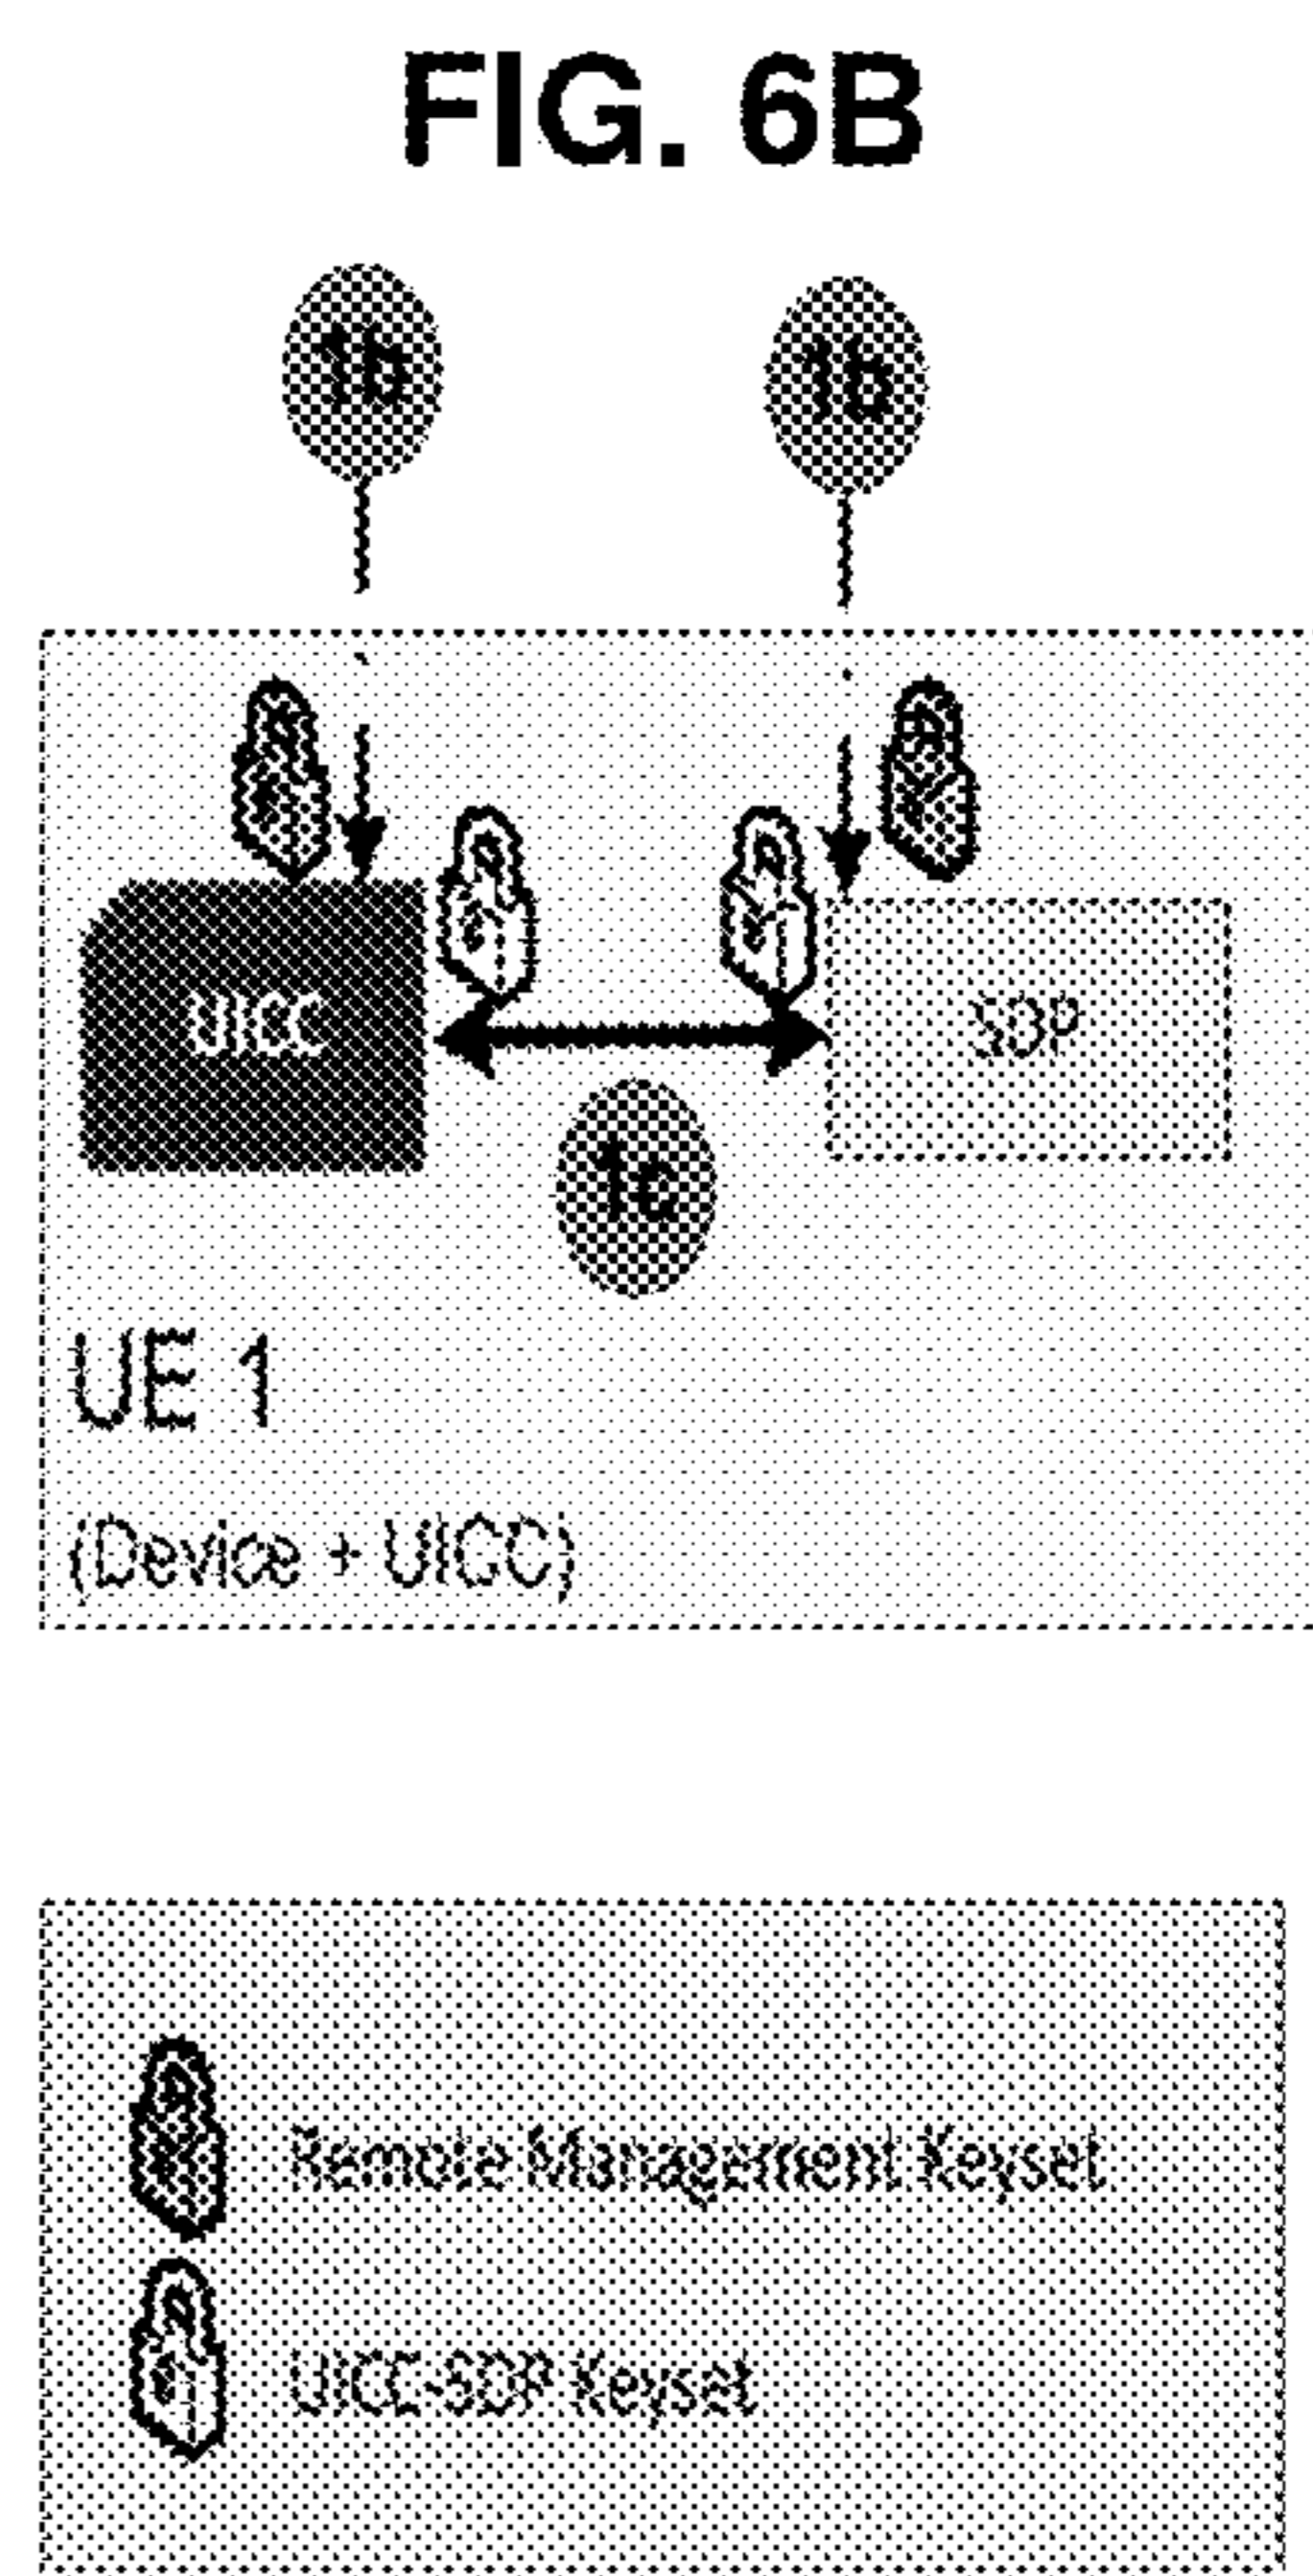 FIG. 6B
1b 1b
UICC SDP
1c
UE 1
(Device + UICC)
Remote Management Keyset
UICC-SDP Keyset